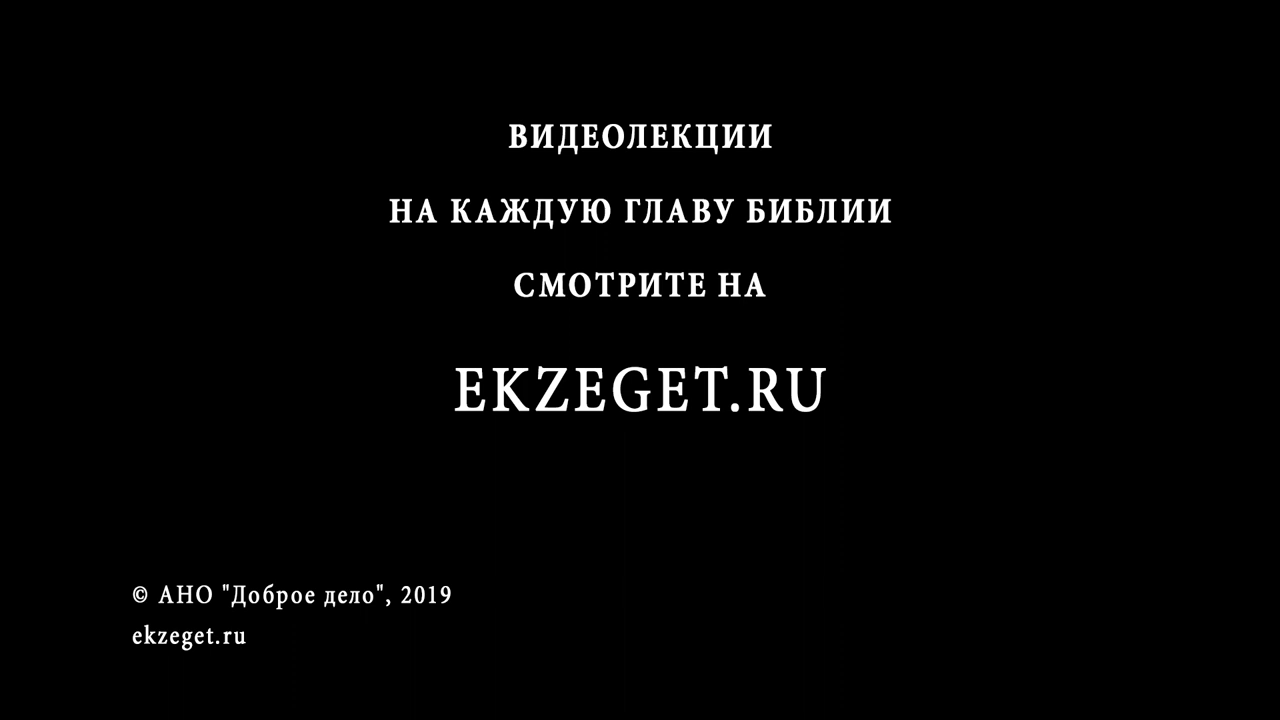 ВИДЕОЛЕКЦИИ
НА КАЖДУЮ ГЛАВУ БИБЛИИ
СМОТРИТЕ НА
EKZEGET.RU
© АНО "Доброе дело", 2019
ekzeget.ru